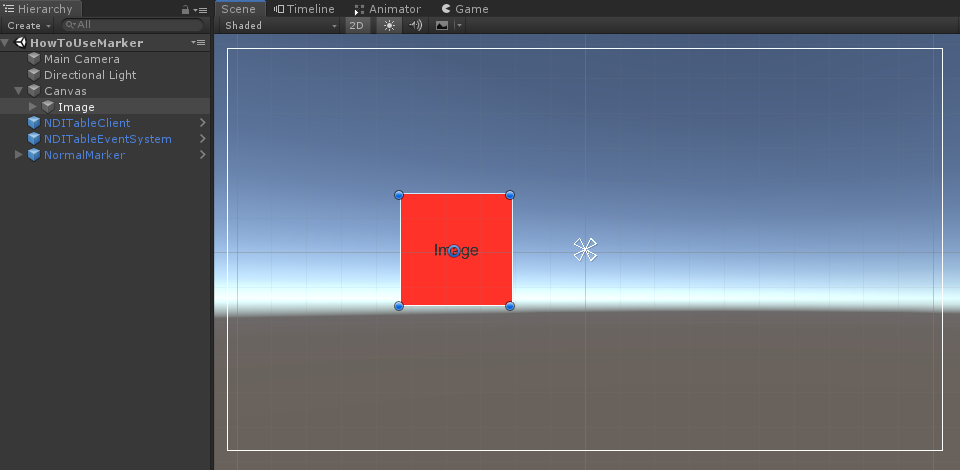 Hierarchy
Create
All
HowToUseMarker
Main Camera
Directional Light
Canvas
Image
NDITableClient
NDITableEventSystem
NormalMarker
Scene Timeline Animator Game
Shaded 2D
Image